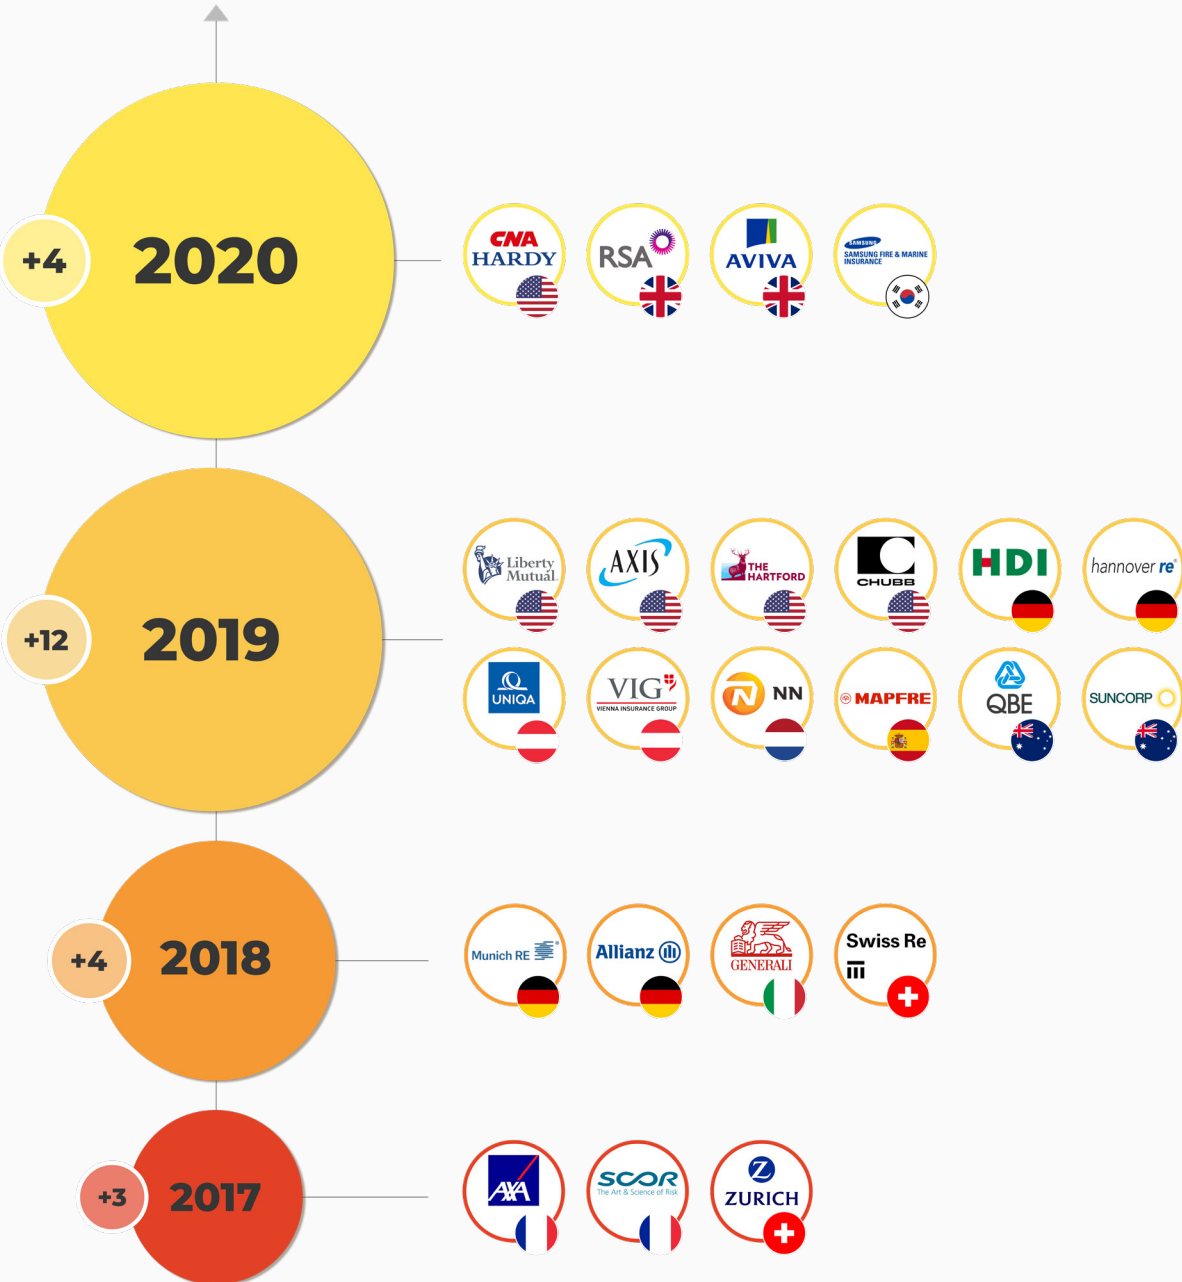 +4
2020
CNA
HARDY
RSA
AVIVA
SAMSUNG
SAMSUNG FIRE & MARINE
INSURANCE
+12
2019
Liberty
Mutual
AXIS
THE
HARTFORD
CHUBB
HDI
hannover re®
UNIQA
VIG
VIENNA INSURANCE GROUP
N NN
MAPFRE
QBE
SUNCORP
+4
2018
Munich RE
Allianz
GENERALI
Swiss Re
+3
2017
AXA
SCOR
The Art & Science of Risk
Z
ZURICH